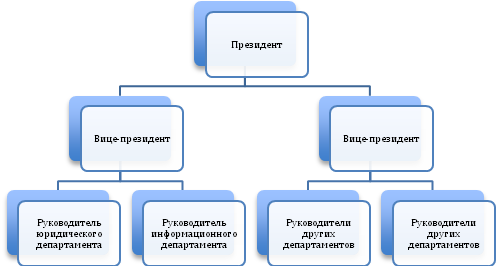 Президент
Вице-президент
Вице-президент
Руководитель
юридического
департамента
Руководитель
информационного
департамента
Руководители
других
департаментов
Руководители
других
департаментов